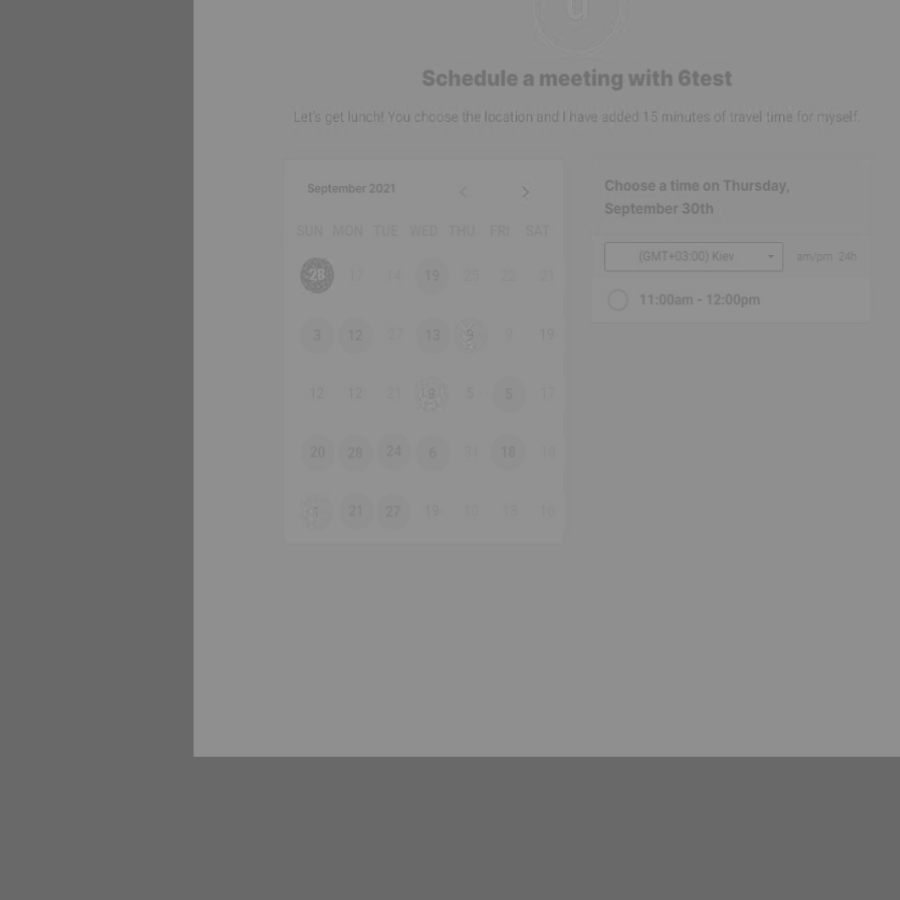 u
Schedule a meeting with 6test
Let's get lunch! You choose the location and I have added 15 minutes of travel time for myself.
September 2021
SUN MON TUE WED THU FRI SAT
28 17 14 19 25 22 21
3 12 27 13 9 9 19
12 12 21 5 5 17
20 28 24 6 31 18 18
21 27 19 10 18 16
Choose a time on Thursday,
September 30th
(GMT+03:00) Kiev am/pm 24h
11:00am - 12:00pm